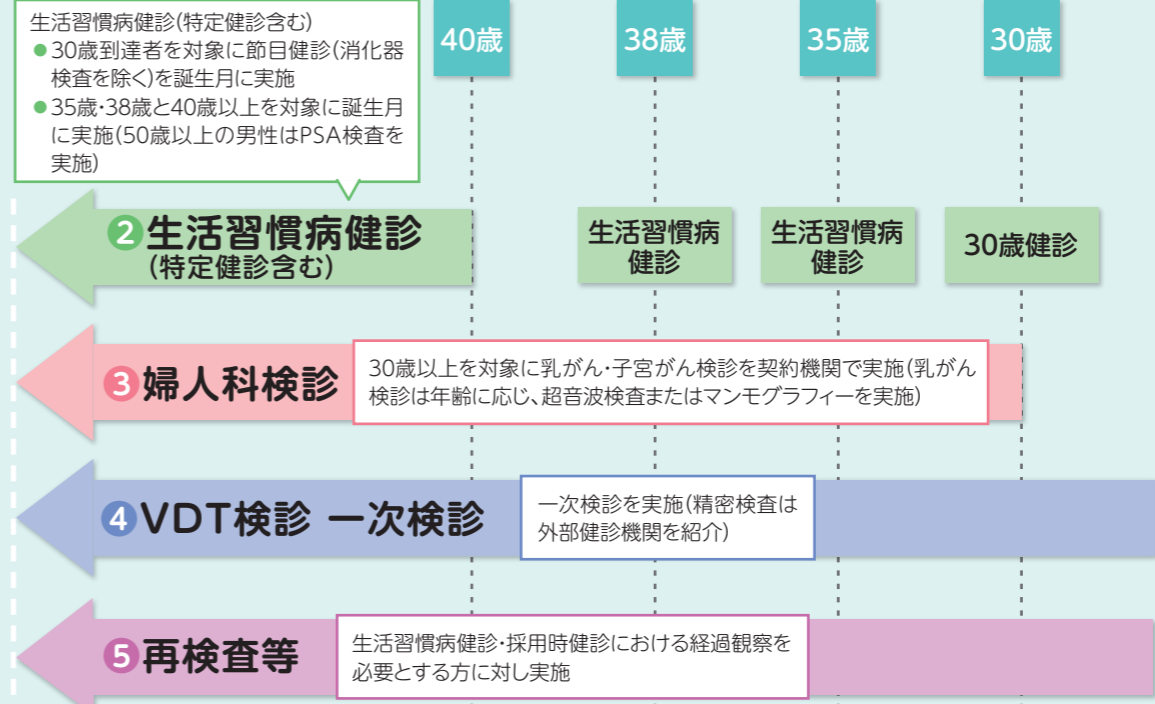 生活習慣病健診(特定健診含む)
●30歳到達者を対象に節目健診(消化器
検査を除く)を誕生月に実施
●35歳・38歳と40歳以上を対象に誕生月
に実施(50歳以上の男性はPSA検査を
実施)
40歳
38歳
35歳
30歳
❷生活習慣病健診
(特定健診含む)
生活習慣病
健診
生活習慣病
健診
30歳健診
❸婦人科検診
30歳以上を対象に乳がん・子宮がん検診を契約機関で実施(乳がん
検診は年齢に応じ、超音波検査またはマンモグラフィーを実施)
❹VDT検診 一次検診
一次検診を実施(精密検査は
外部健診機関を紹介)
❺再検査等
生活習慣病健診・採用時健診における経過観察を
必要とする方に対し実施